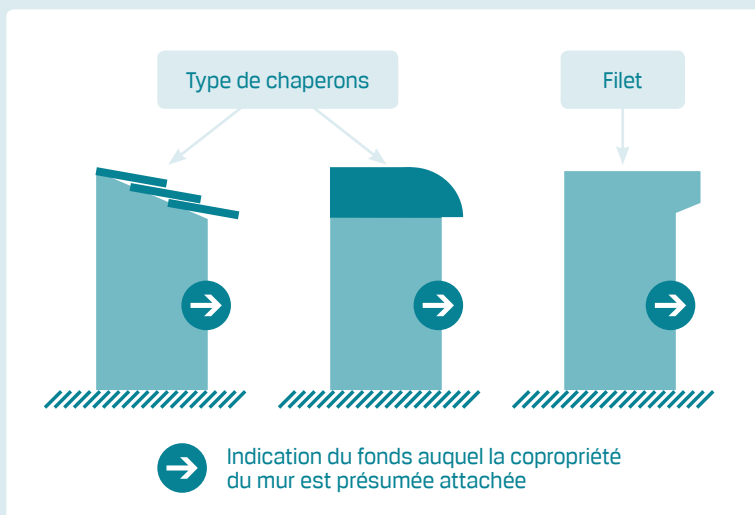 Type de chaperons
Filet
Indication du fonds auquel la copropriété
du mur est présumée attachée